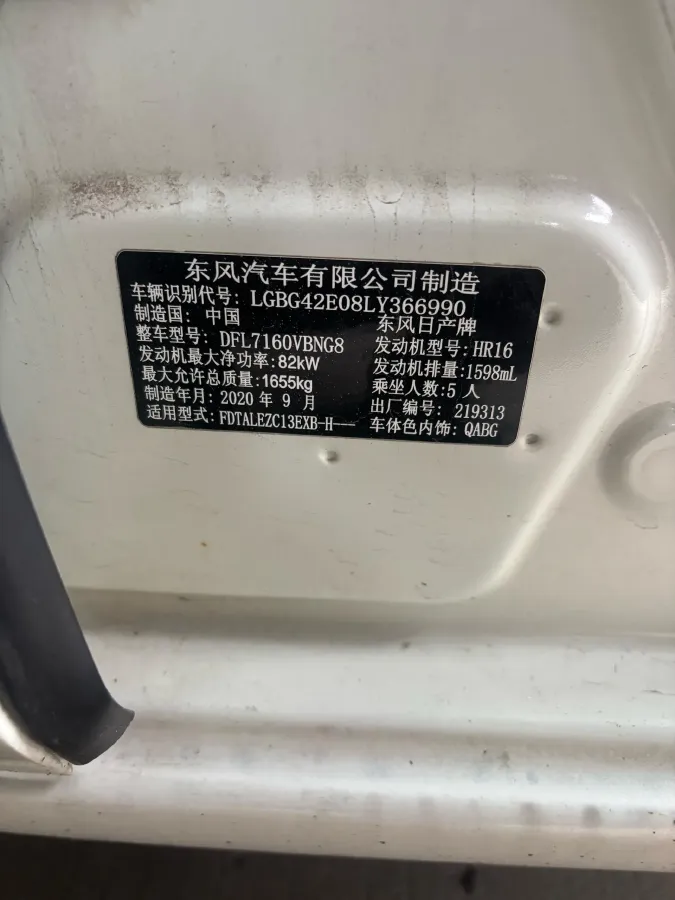 东风汽车有限公司制造
车辆识别代号: LGBG42E08LY366990
制造国: 中国 东风日产牌
整车型号: DFL7160VBNG8 发动机型号: HR16
发动机最大净功率: 82kW 发动机排量: 1598mL
最大允许总质量: 1655kg 乘坐人数: 5 人
制造年月: 2020 年 9 月 出厂编号: 219313
适用型式: FDTALEZC13EXB-H--- 车体色内饰: QABG